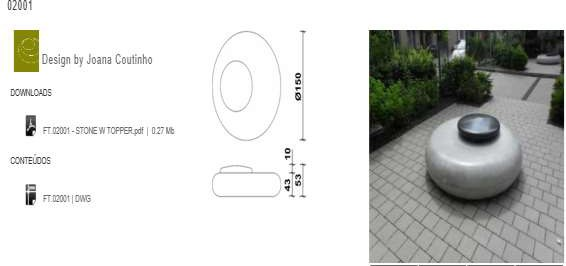 02001
Design by Joana Coutinho
DOWNLOADS
FT.02001 - STONE W TOPPER.pdf | 0.27 Mb
CONTEÚDOS
FT.02001 | DWG
Ø150
10
43
53